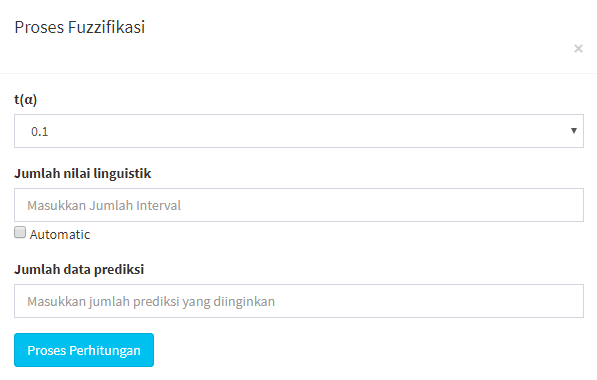 Proses Fuzzifikasi
×
t(α)
0.1
Jumlah nilai linguistik
Masukkan Jumlah Interval
Automatic
Jumlah data prediksi
Masukkan jumlah prediksi yang diinginkan
Proses Perhitungan